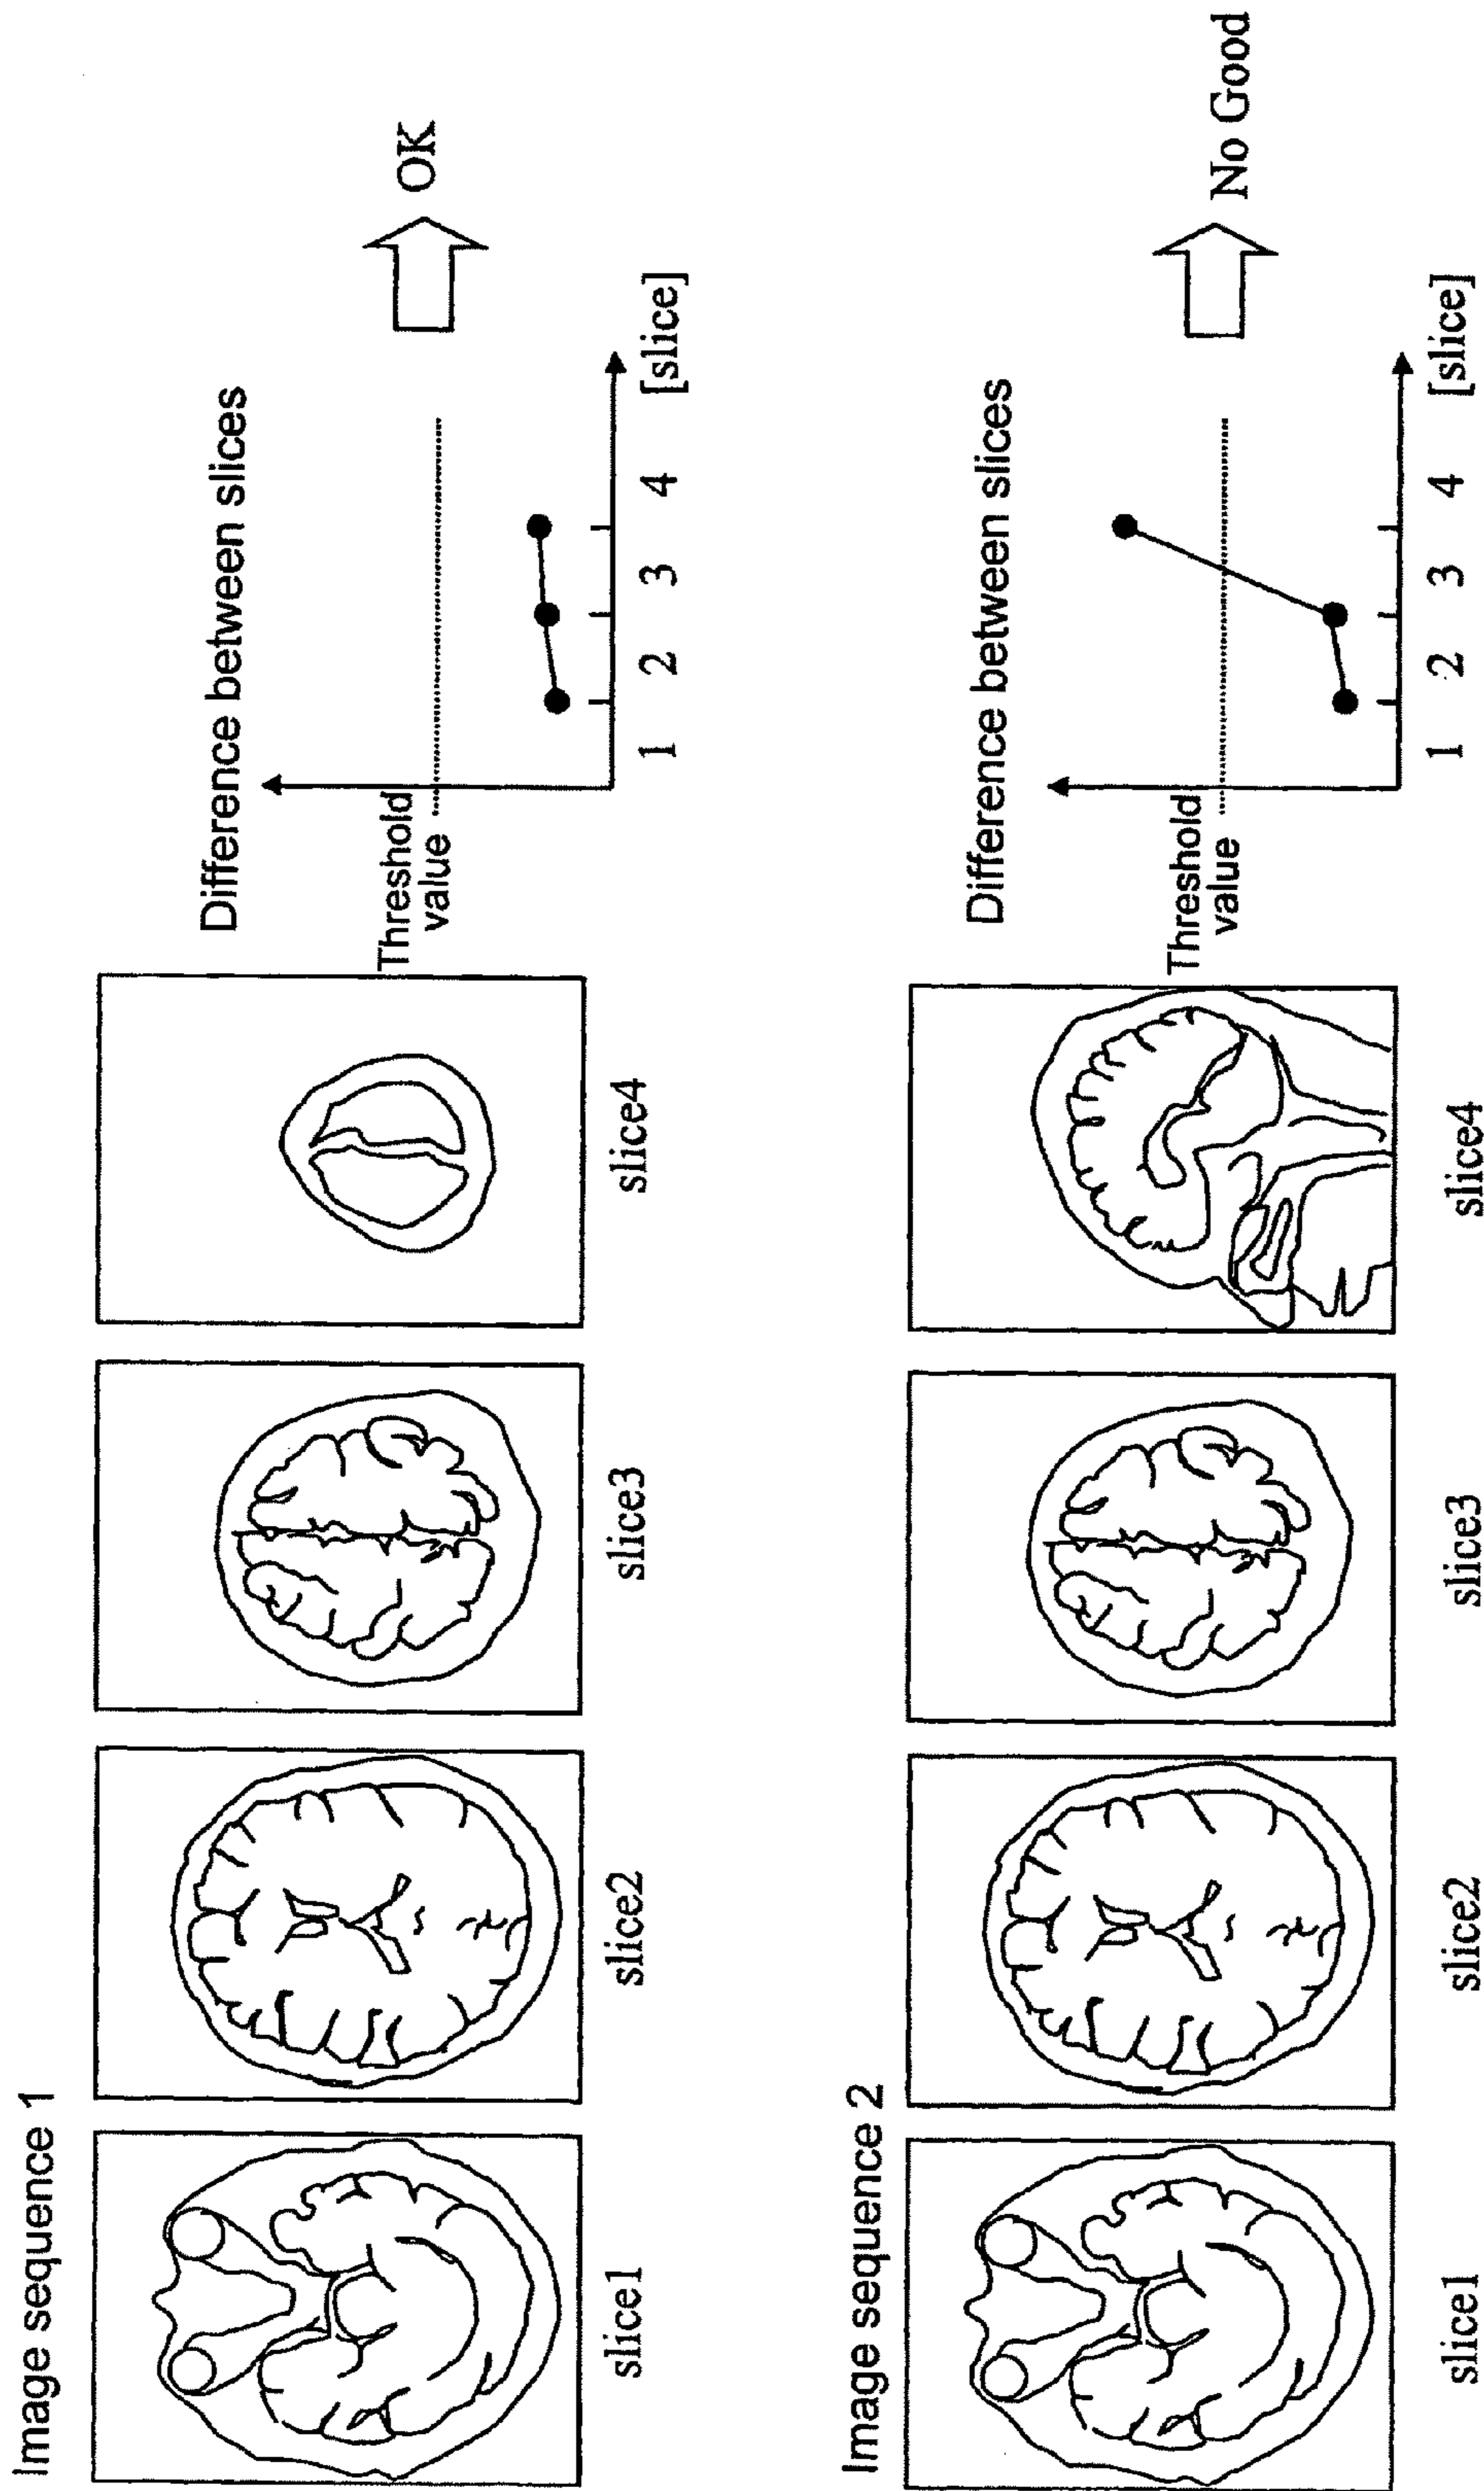 Image sequence 1
slice1
slice2
slice3
slice4
Difference between slices
Threshold
value
1 2 3 4 [slice]
OK
Image sequence 2
slice1
slice2
slice3
slice4
Difference between slices
Threshold
value
1 2 3 4 [slice]
No Good